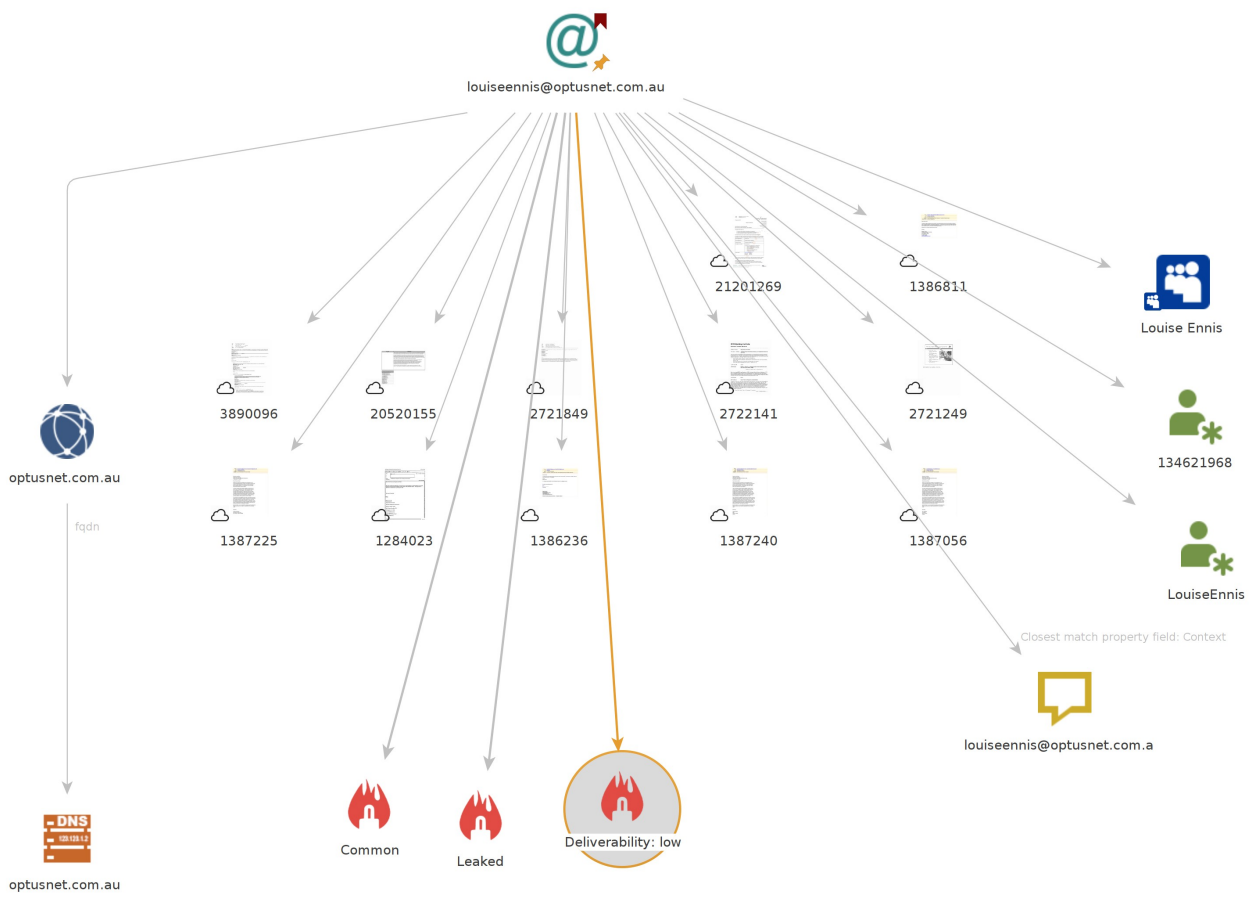 louiseennis@optusnet.com.au
21201269
1386811
Louise Ennis
3890096
20520155
2721849
2722141
2721249
134621968
optusnet.com.au
fqdn
1387225
1284023
1386236
1387240
1387056
LouiseEnnis
Closest match property field: Context
louiseennis@optusnet.com.a
DNS
Common
Leaked
Deliverability: low
optusnet.com.au